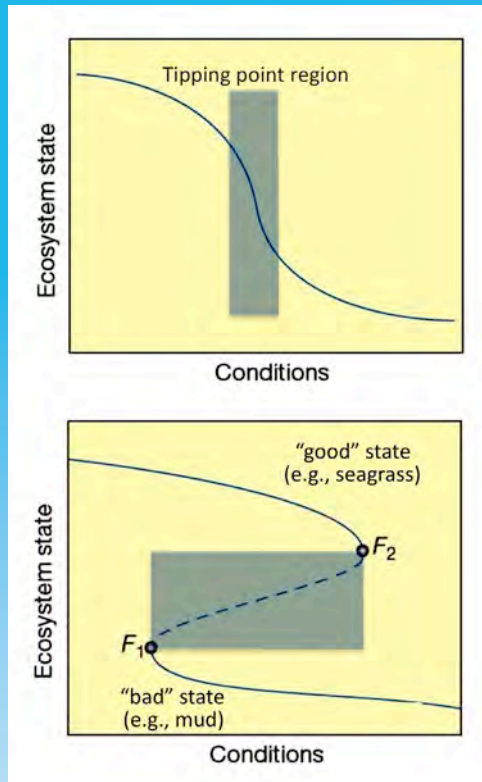 Tipping point region
Ecosystem state
Conditions
“good” state
(e.g., seagrass)
F2
Ecosystem state
F1
“bad” state
(e.g., mud)
Conditions